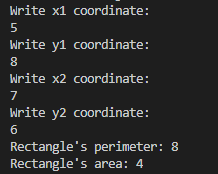 Write x1 coordinate:
5
Write y1 coordinate:
8
Write x2 coordinate:
7
Write y2 coordinate:
6
Rectangle's perimeter: 8
Rectangle's area: 4